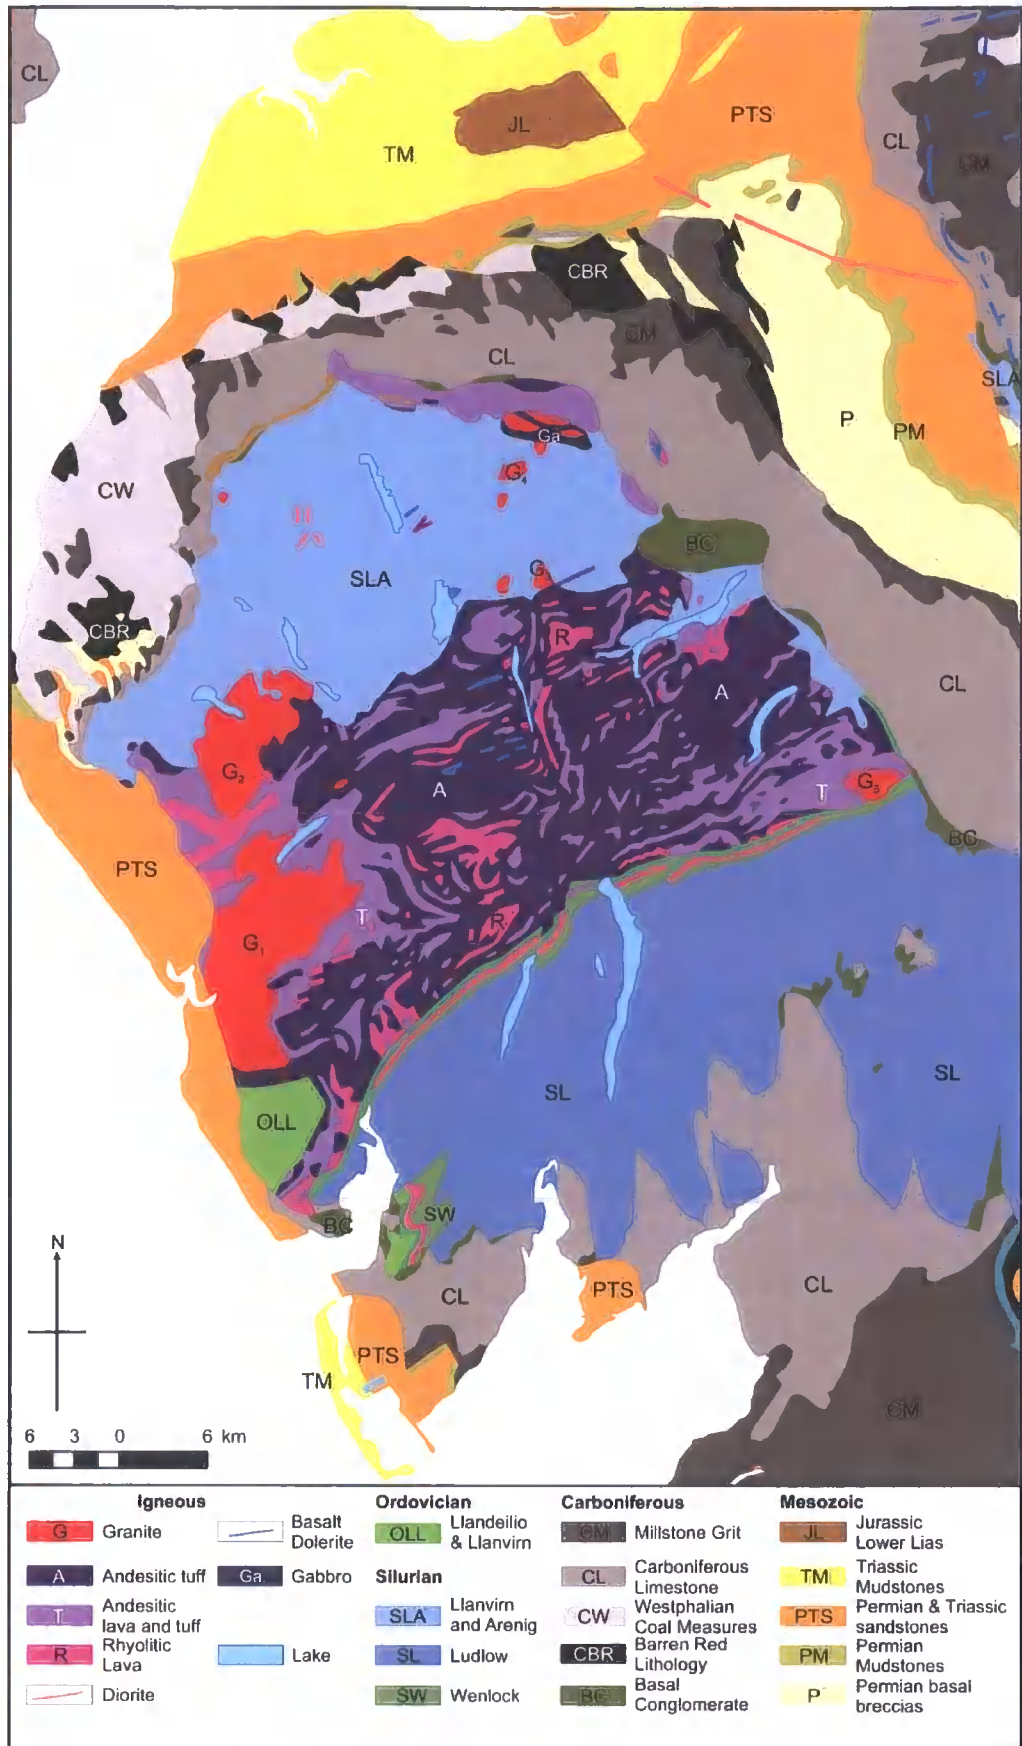 CL
PTS
JL
CL
TM
CM
CBR
CM
CL
SLA
P
PM
Ga
G4
CW
BC
G
SLA
CBR
R
CL
A
G2
A
T
G5
BC
PTS
T
R
G1
SL
SL
OLL
BC
SW
N
CL
PTS
CL
PTS
TM
CM
6 3 0 6 km
Igneous
G Granite
A Andesitic tuff
T Andesitic
lava and tuff
R Rhyolitic
Lava
Diorite
Basalt
Dolerite
Ga Gabbro
Lake
Ordovician
OLL Llandeilio
& Llanvirn
Silurian
SLA Llanvirn
and Arenig
SL Ludlow
SW Wenlock
Carboniferous
CM Millstone Grit
CL Carboniferous
Limestone
CW Westphalian
Coal Measures
CBR Barren Red
Lithology
BC Basal
Conglomerate
Mesozoic
JL Jurassic
Lower Lias
TM Triassic
Mudstones
PTS Permian & Triassic
sandstones
PM Permian
Mudstones
P Permian basal
breccias